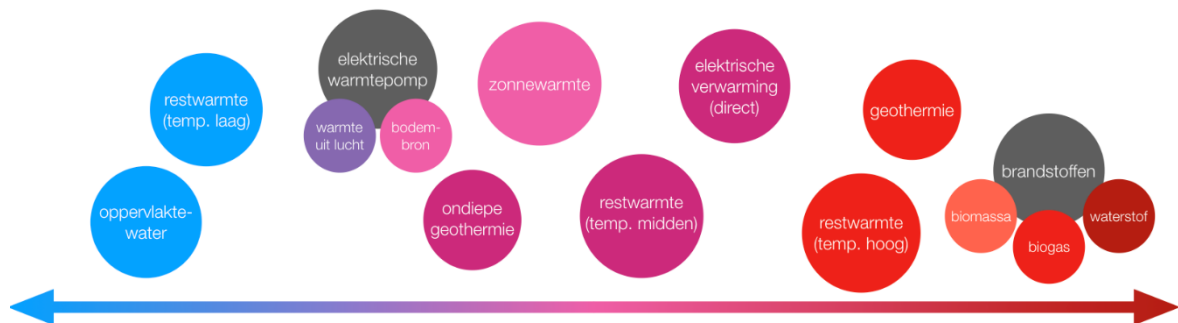 restwarmte
(temp. laag)
oppervlakte-
water
elektrische
warmtepomp
warmte
uit lucht
bodem-
bron
ondiepe
geothermie
zonnewarmte
restwarmte
(temp. midden)
elektrische
verwarming
(direct)
geothermie
restwarmte
(temp. hoog)
brandstoffen
biomassa
biogas
waterstof